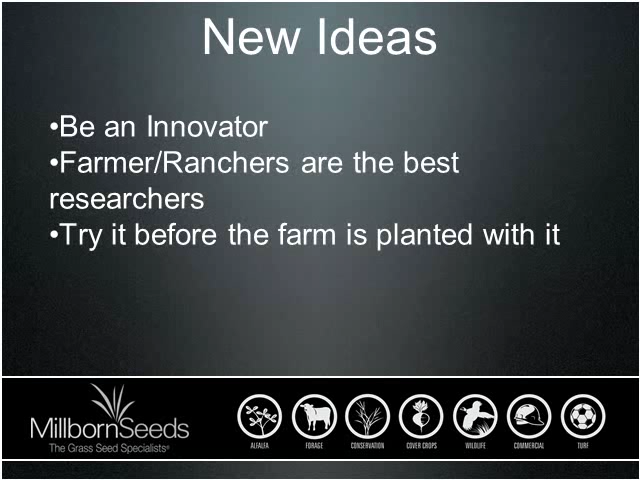 New Ideas
•Be an Innovator
•Farmer/Ranchers are the best
researchers
•Try it before the farm is planted with it
MillbornSeeds
The Grass Seed Specialists®
ALFALFA FORAGE CONSERVATION COVER CROPS WILDLIFE COMMERCIAL TURF